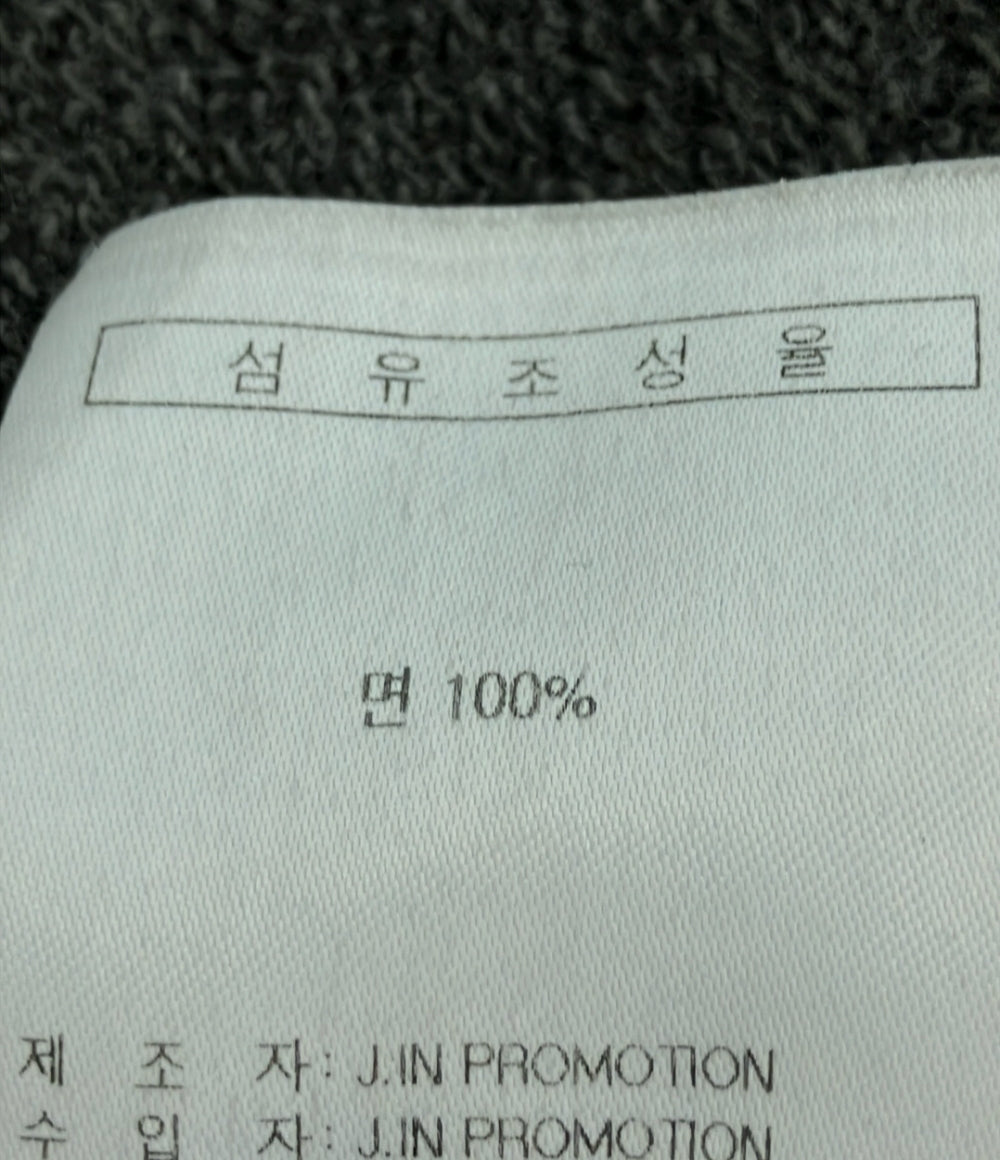 섬 유 조 성 율
면 100%
제 조 자: J.IN PROMOTION
수 입 자: J.IN PROMOTION